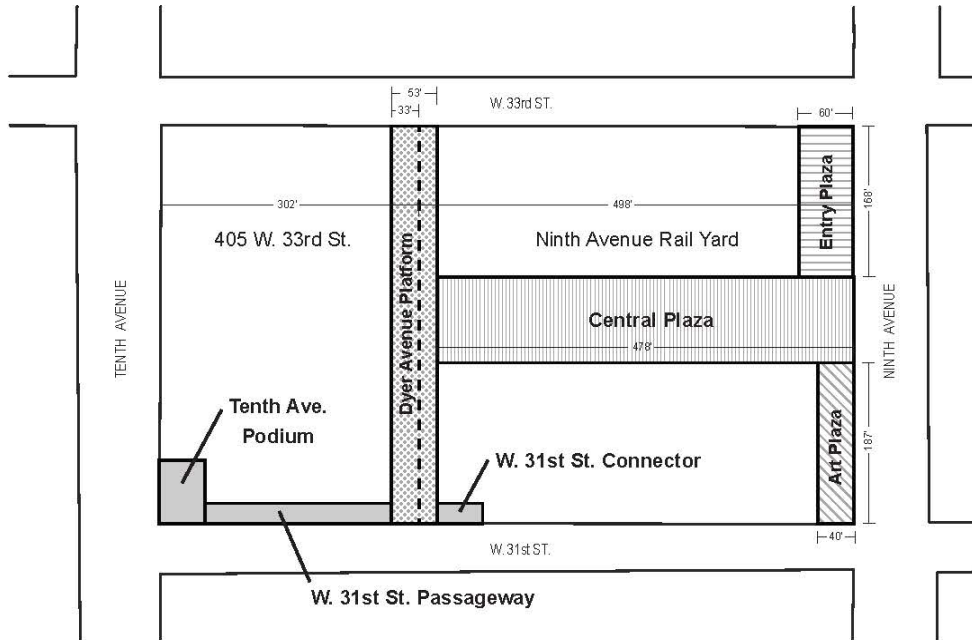 53'
33'
W. 33rd ST.
60'
302'
498'
168'
405 W. 33rd St.
Ninth Avenue Rail Yard
Entry Plaza
Dyer Avenue Platform
Central Plaza
478'
TENTH AVENUE
NINTH AVENUE
Tenth Ave.
Podium
W. 31st St. Connector
Art Plaza
187'
40'
W. 31st ST.
W. 31st St. Passageway